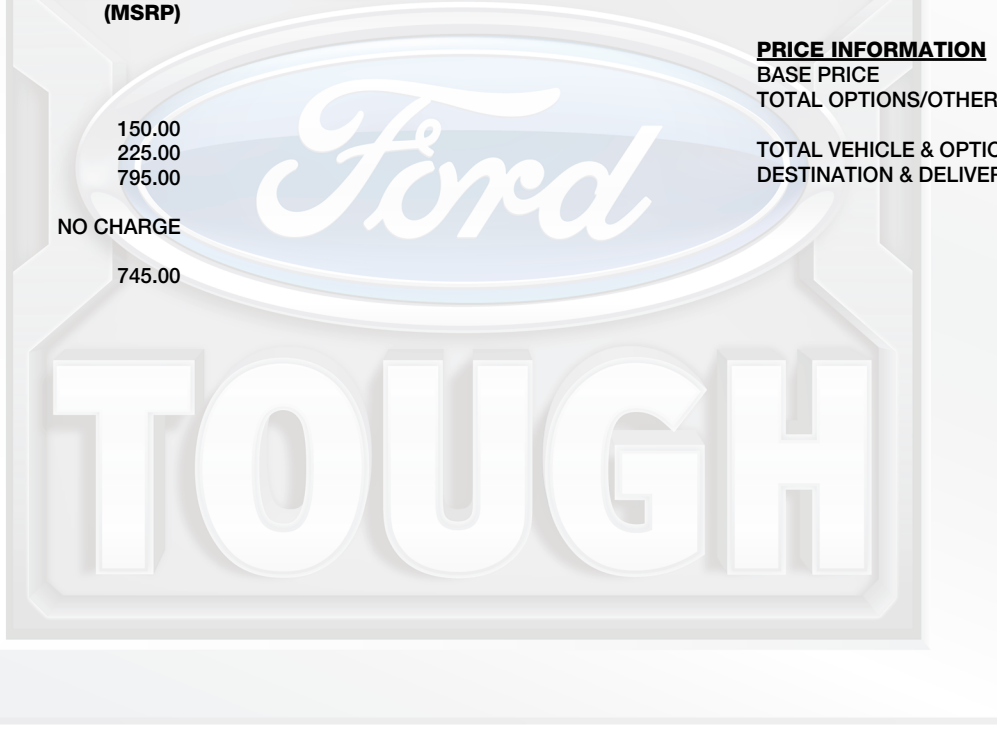 (MSRP)
150.00
225.00
795.00
NO CHARGE
745.00
PRICE INFORMATION
BASE PRICE
TOTAL OPTIONS/OTHER
TOTAL VEHICLE & OPTIO
DESTINATION & DELIVER
Ford
TOUGH